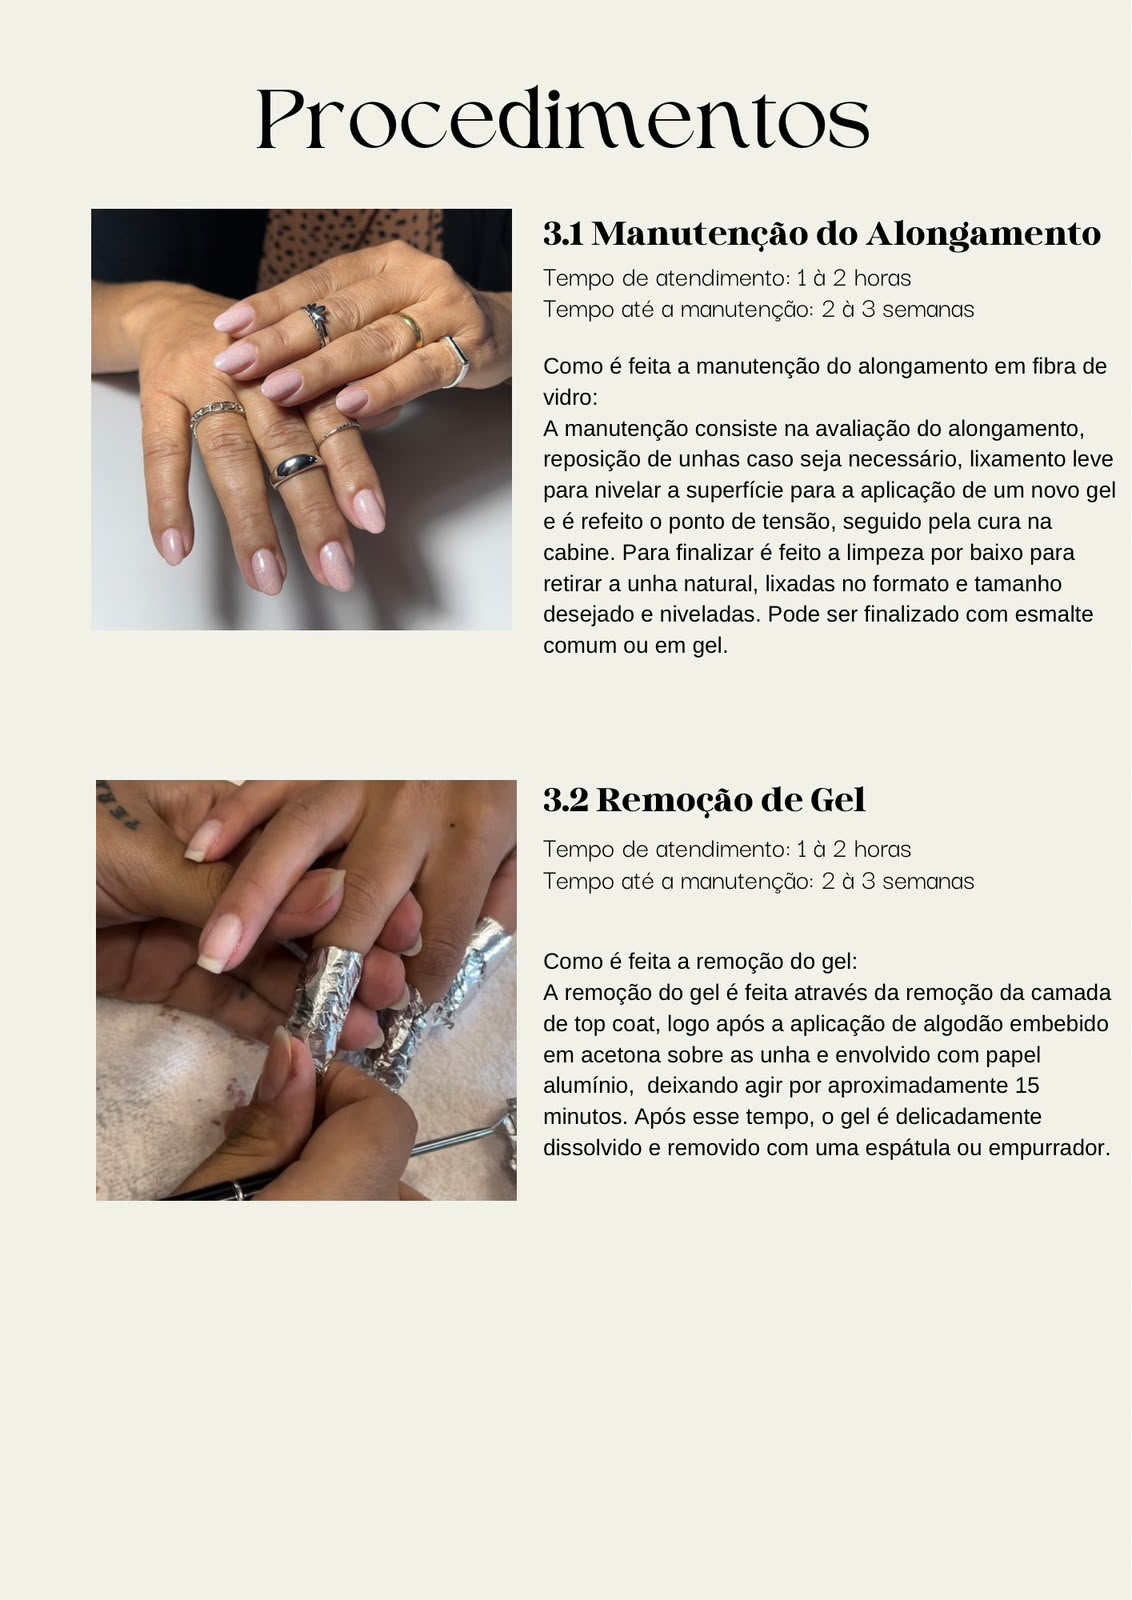 Procedimentos
3.1 Manutenção do Alongamento
Tempo de atendimento: 1 à 2 horas
Tempo até a manutenção: 2 à 3 semanas
Como é feita a manutenção do alongamento em fibra de
vidro:
A manutenção consiste na avaliação do alongamento,
reposição de unhas caso seja necessário, lixamento leve
para nivelar a superfície para a aplicação de um novo gel
e é refeito o ponto de tensão, seguido pela cura na
cabine. Para finalizar é feito a limpeza por baixo para
retirar a unha natural, lixadas no formato e tamanho
desejado e niveladas. Pode ser finalizado com esmalte
comum ou em gel.
3.2 Remoção de Gel
Tempo de atendimento: 1 à 2 horas
Tempo até a manutenção: 2 à 3 semanas
Como é feita a remoção do gel:
A remoção do gel é feita através da remoção da camada
de top coat, logo após a aplicação de algodão embebido
em acetona sobre as unha e envolvido com papel
alumínio,  deixando agir por aproximadamente 15
minutos. Após esse tempo, o gel é delicadamente
dissolvido e removido com uma espátula ou empurrador.